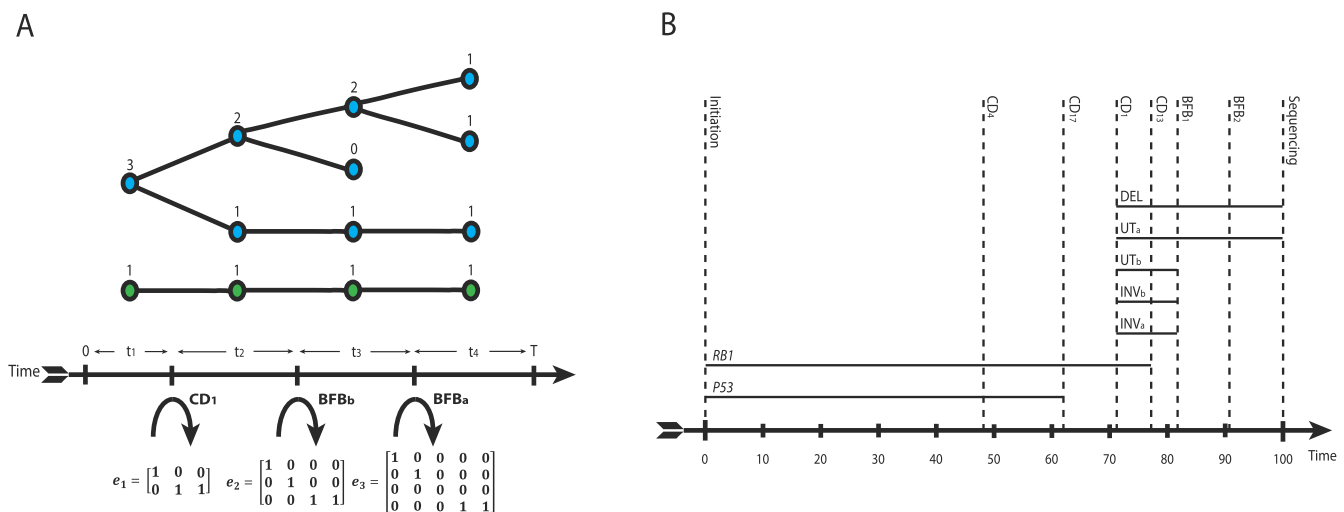 A
1
2
1
2
0
3
1
1
1
1
1
1
1
0 t1 t2 t3 t4 T
Time
CD1 BFBb BFBa
e1 = [1 0 0
0 1 1]
e2 = [1 0 0 0
0 1 0 0
0 0 1 1]
e3 = [1 0 0 0 0
0 1 0 0 0
0 0 0 0 0
0 0 0 1 1]
B
Initiation
CD4
CD17
CD1
CD13
BFB1
BFB2
Sequencing
DEL
UTa
UTb
INVb
INVa
RB1
P53
0 10 20 30 40 50 60 70 80 90 100 Time